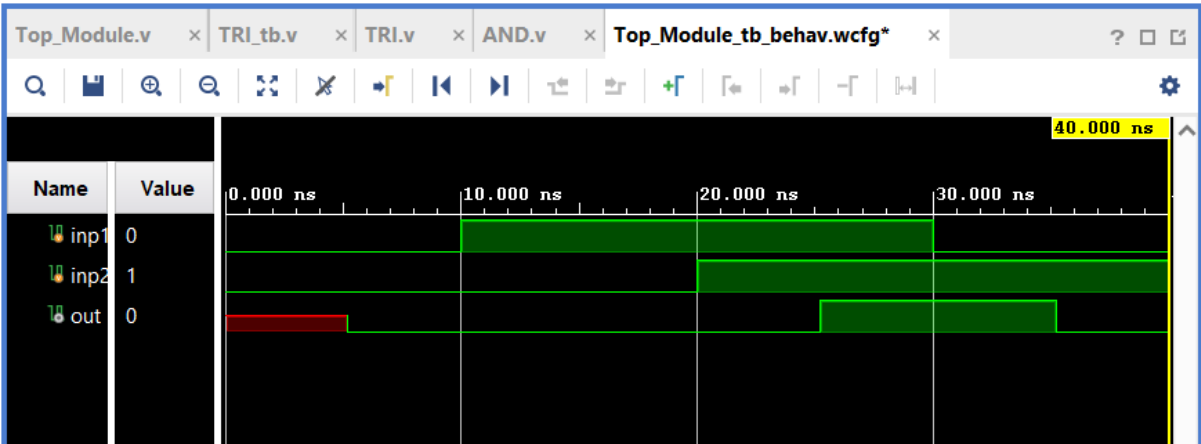 Top_Module.v × TRI_tb.v × TRI.v × AND.v × Top_Module_tb_behav.wcfg* × ?
40.000 ns
Name Value 0.000 ns 10.000 ns 20.000 ns 30.000 ns
inp1 0
inp2 1
out 0